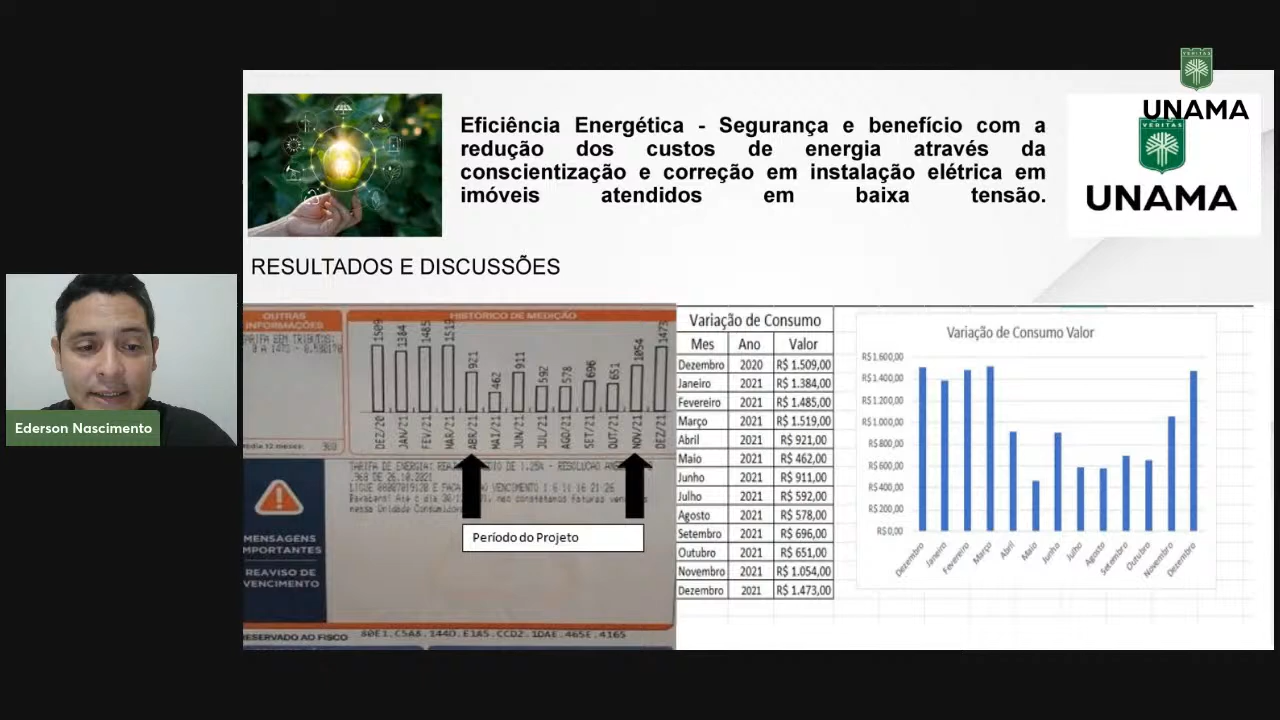 VERITAS
UNAMA
Eficiência Energética - Segurança e benefício com a
redução dos custos de energia através da
conscientização e correção em instalação elétrica em
imóveis atendidos em baixa tensão.
VERITAS
UNAMA
RESULTADOS E DISCUSSÕES
Ederson Nascimento
OUTRAS
INFORMAÇÕES
HISTÓRICO DE MEDIÇÃO
1509
1384
1485
1519
921
462
911
592
578
696
651
1054
1473
DEZ/20
JAN/21
FEV/21
MAR/21
ABR/21
MAI/21
JUN/21
JUL/21
AGO/21
SET/21
OUT/21
NOV/21
DEZ/21
MENSAGENS
IMPORTANTES
REAVISO DE
VENCIMENTO
RESERVADO AO FISCO
Período do Projeto
Variação de Consumo
Mes Ano Valor
Dezembro 2020 R$ 1.509,00
Janeiro 2021 R$ 1.384,00
Fevereiro 2021 R$ 1.485,00
Março 2021 R$ 1.519,00
Abril 2021 R$ 921,00
Maio 2021 R$ 462,00
Junho 2021 R$ 911,00
Julho 2021 R$ 592,00
Agosto 2021 R$ 578,00
Setembro 2021 R$ 696,00
Outubro 2021 R$ 651,00
Novembro 2021 R$ 1.054,00
Dezembro 2021 R$ 1.473,00
Variação de Consumo Valor
R$ 1.600,00
R$ 1.400,00
R$ 1.200,00
R$ 1.000,00
R$ 800,00
R$ 600,00
R$ 400,00
R$ 200,00
R$ 0,00
Dezembro
Janeiro
Fevereiro
Março
Abril
Maio
Junho
Julho
Agosto
Setembro
Outubro
Novembro
Dezembro